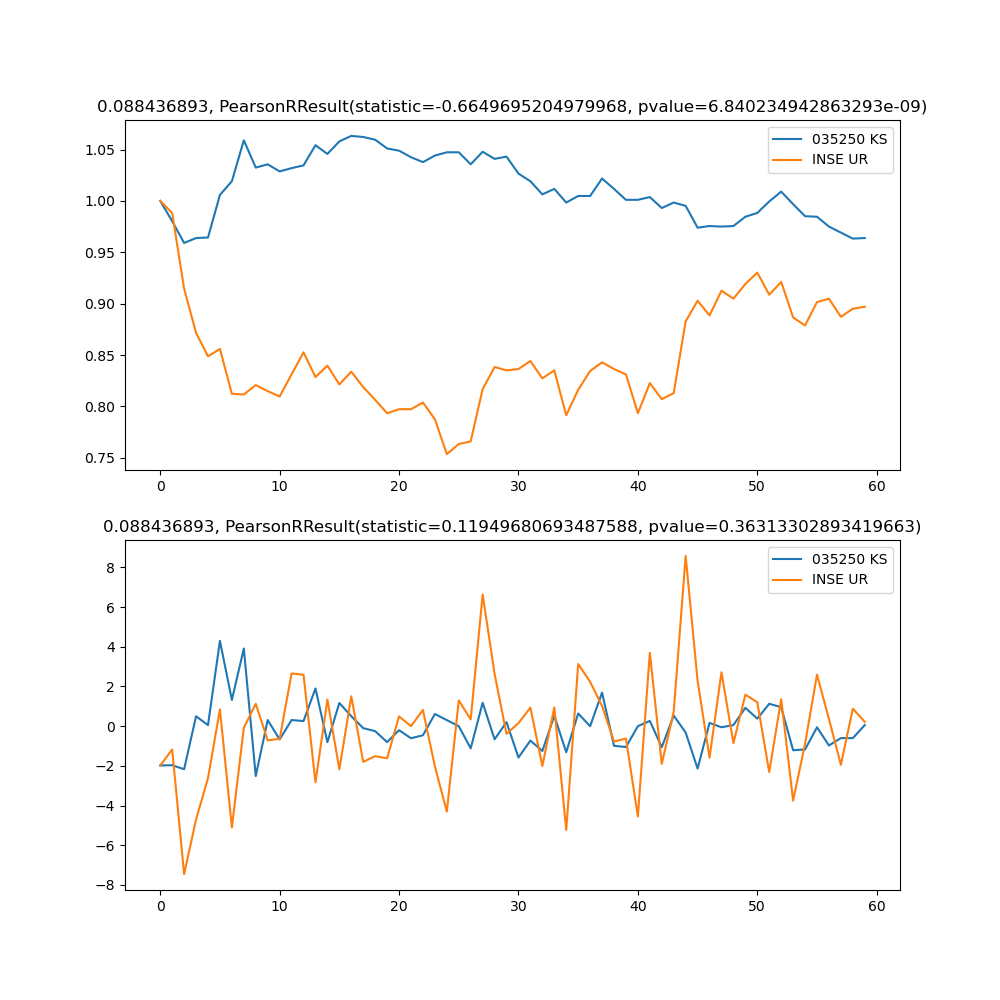 0.088436893, PearsonRResult(statistic=-0.6649695204979968, pvalue=6.840234942863293e-09)
035250 KS
INSE UR
1.05
1.00
0.95
0.90
0.85
0.80
0.75
0 10 20 30 40 50 60
0.088436893, PearsonRResult(statistic=0.11949680693487588, pvalue=0.36313302893419663)
035250 KS
INSE UR
8
6
4
2
0
−2
−4
−6
−8
0 10 20 30 40 50 60